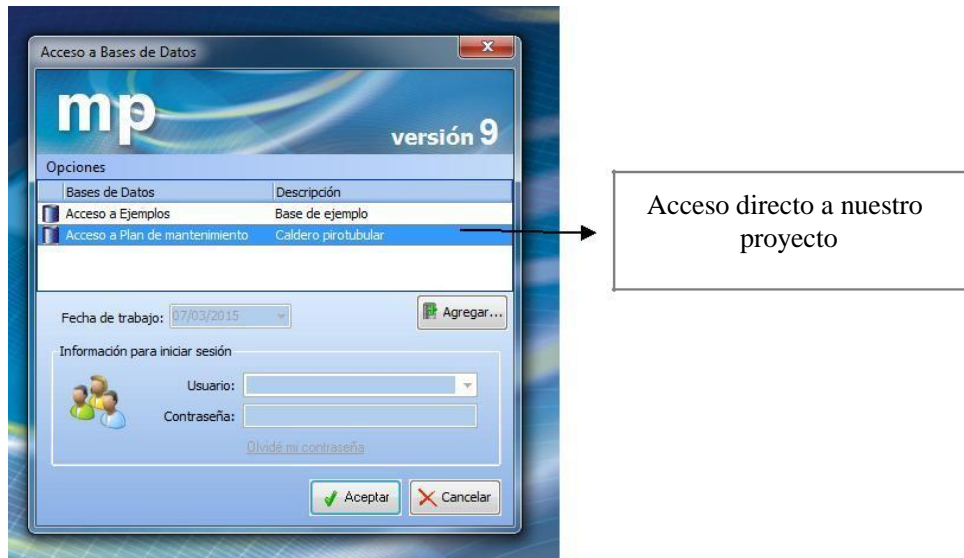 Acceso a Bases de Datos
mp
versión 9
Opciones
Bases de Datos Descripción
Acceso a Ejemplos Base de ejemplo
Acceso a Plan de mantenimiento Caldero pirotubular
Acceso directo a nuestro
proyecto
Fecha de trabajo: 07/03/2015 Agregar...
Información para iniciar sesión
Usuario:
Contraseña:
Olvidé mi contraseña
Aceptar Cancelar